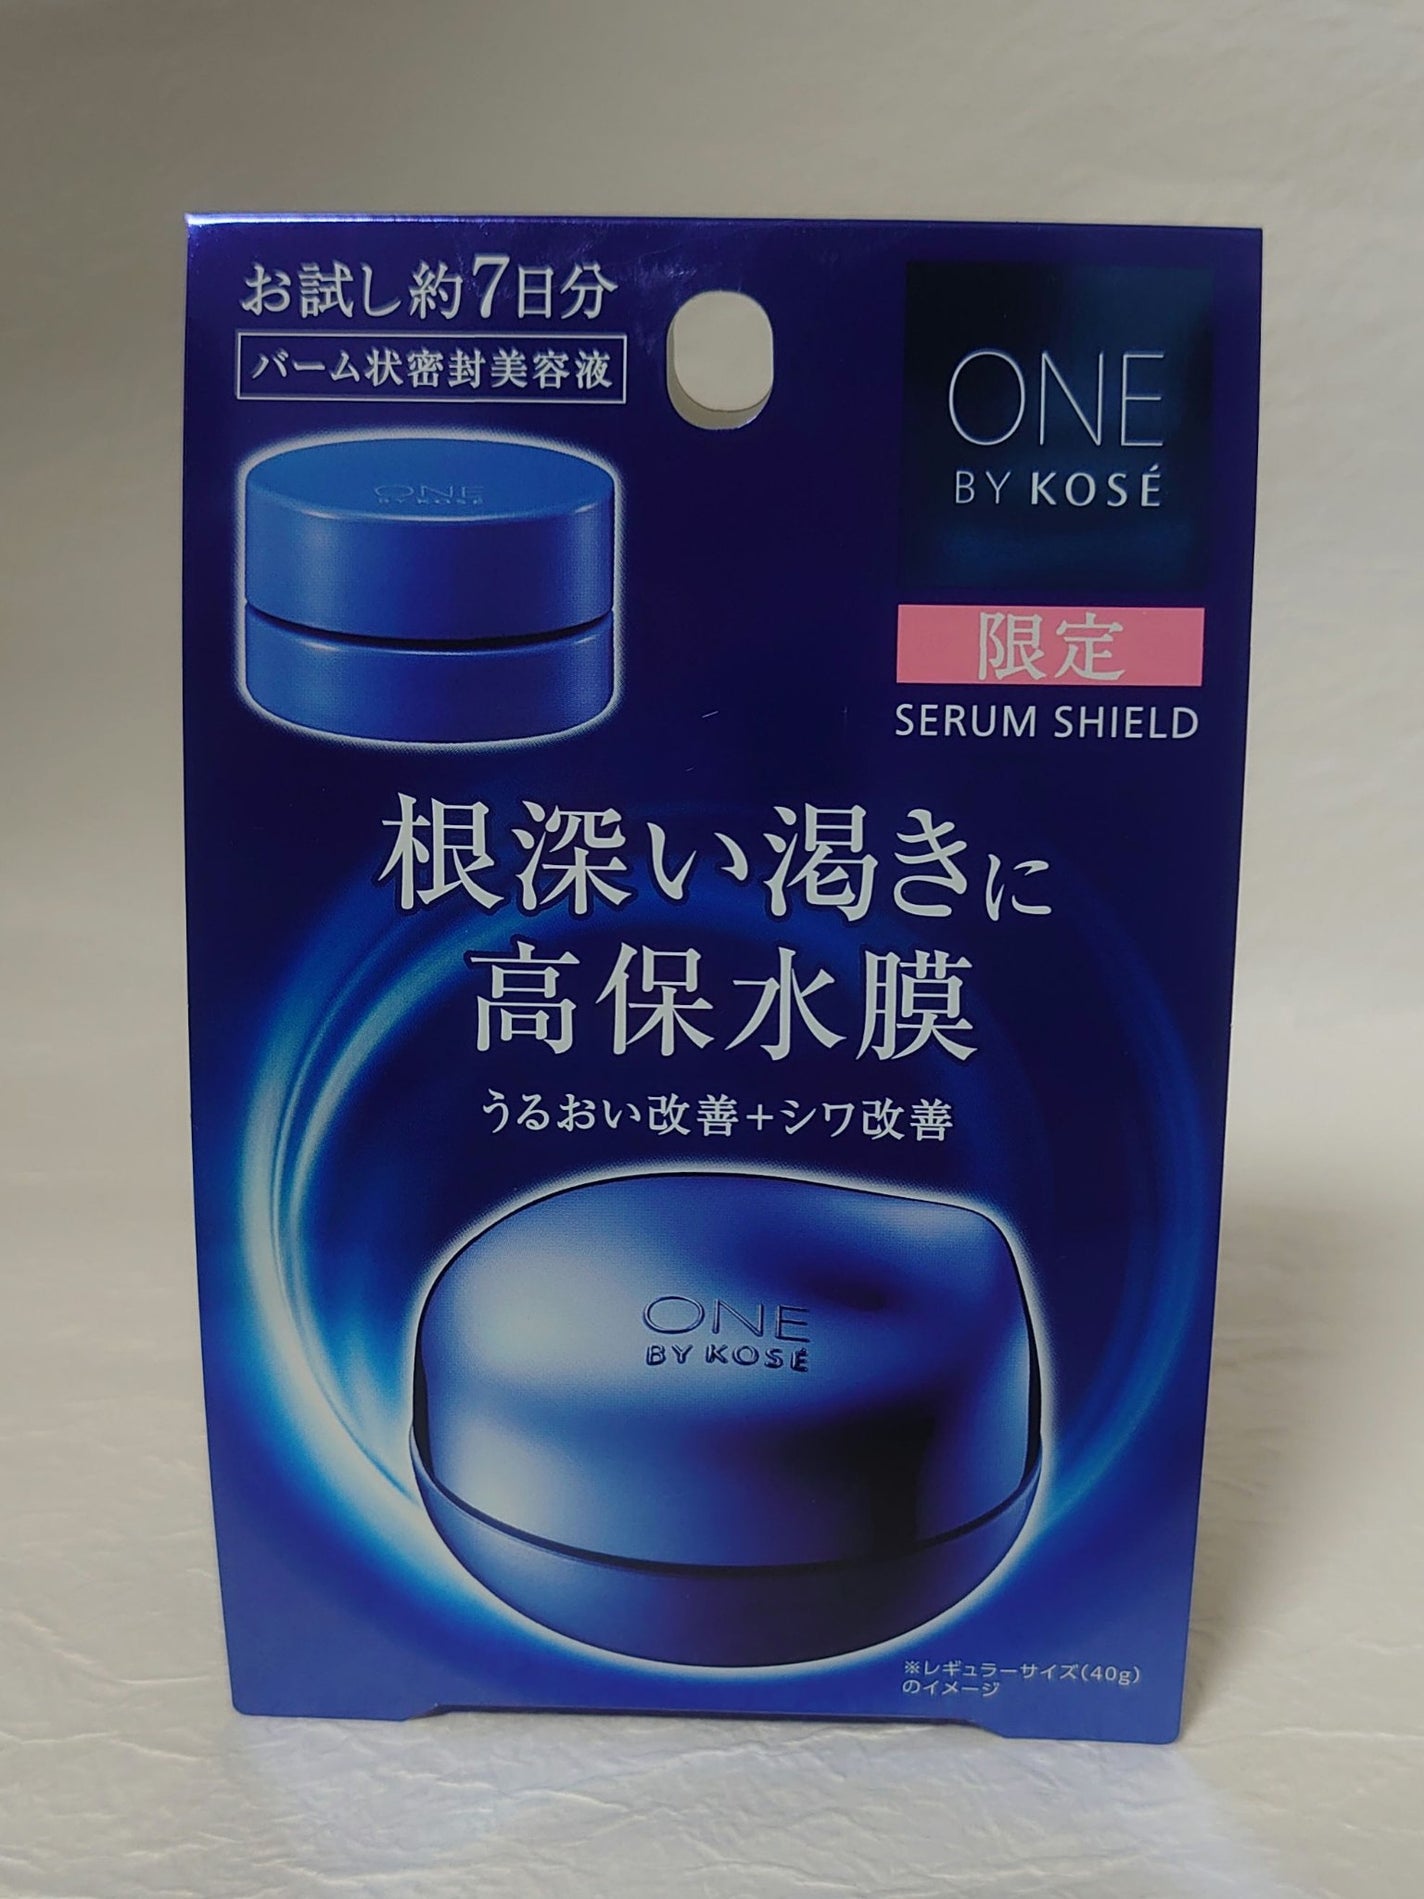 お試し約7日分
バーム状密封美容液
ONE
BY KOSÉ
ONE
BY KOSÉ
限定
SERUM SHIELD
根深い渇きに
高保水膜
うるおい改善+シワ改善
ONE
BY KOSÉ
※レギュラーサイズ(40g)
のイメージ